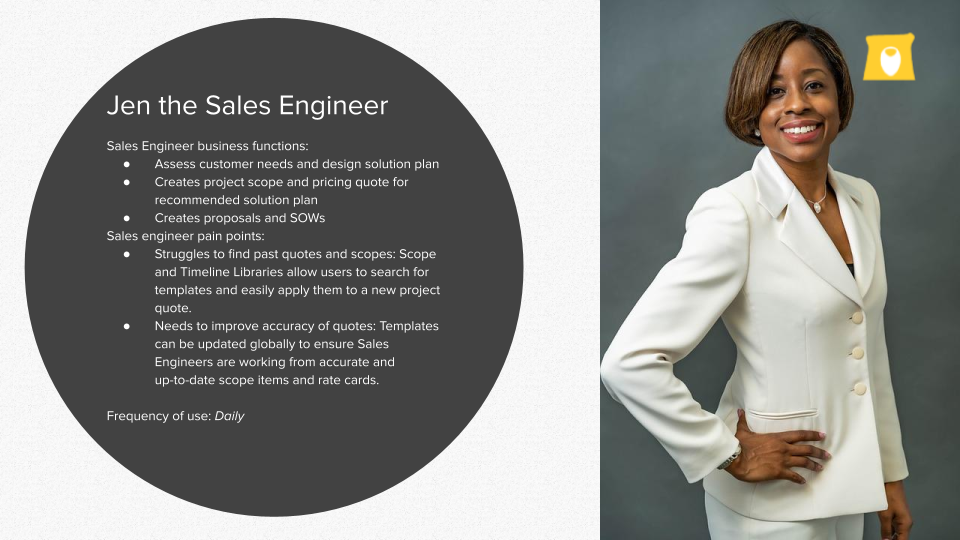 Jen the Sales Engineer
Sales Engineer business functions:
● Assess customer needs and design solution plan
● Creates project scope and pricing quote for
recommended solution plan
● Creates proposals and SOWs
Sales engineer pain points:
● Struggles to find past quotes and scopes: Scope
and Timeline Libraries allow users to search for
templates and easily apply them to a new project
quote.
● Needs to improve accuracy of quotes: Templates
can be updated globally to ensure Sales
Engineers are working from accurate and
up-to-date scope items and rate cards.
Frequency of use: Daily